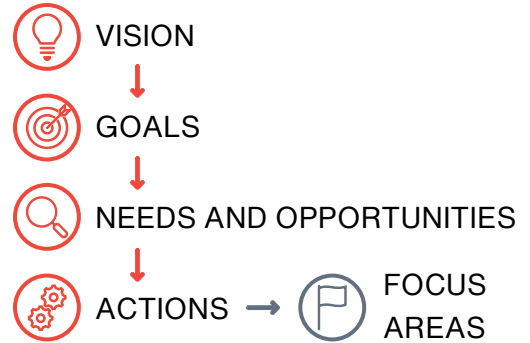 VISION
GOALS
NEEDS AND OPPORTUNITIES
ACTIONS
FOCUS
AREAS